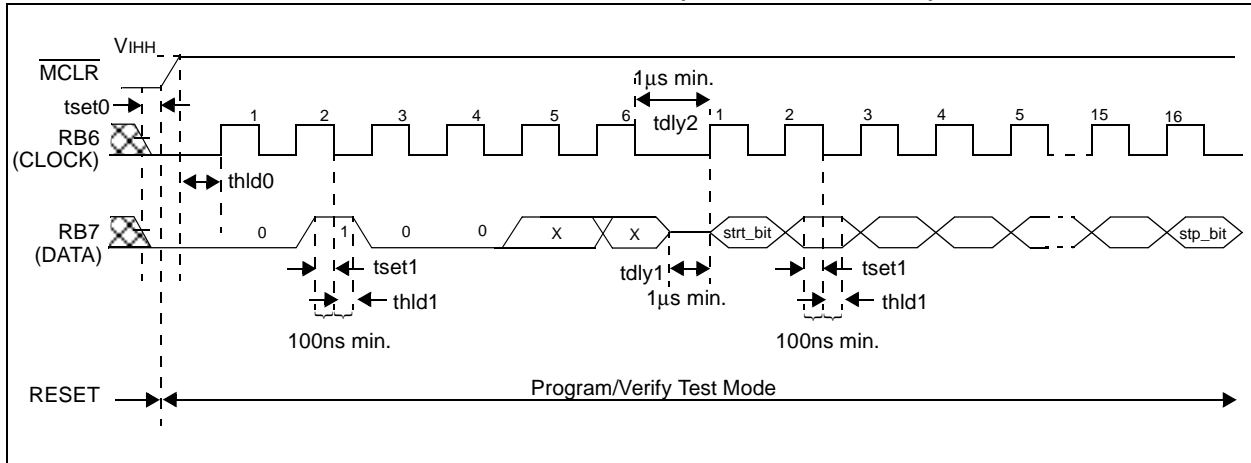 VIHH
MCLR
1µs min.
tset0
1 2 3 4 5 6 tdly2 1 2 3 4 5 15 16
RB6
(CLOCK)
thld0
RB7
(DATA)
0 1 0 0 X X strt_bit stp_bit
tset1 tdly1 tset1
thld1 1µs min. thld1
100ns min. 100ns min.
RESET Program/Verify Test Mode